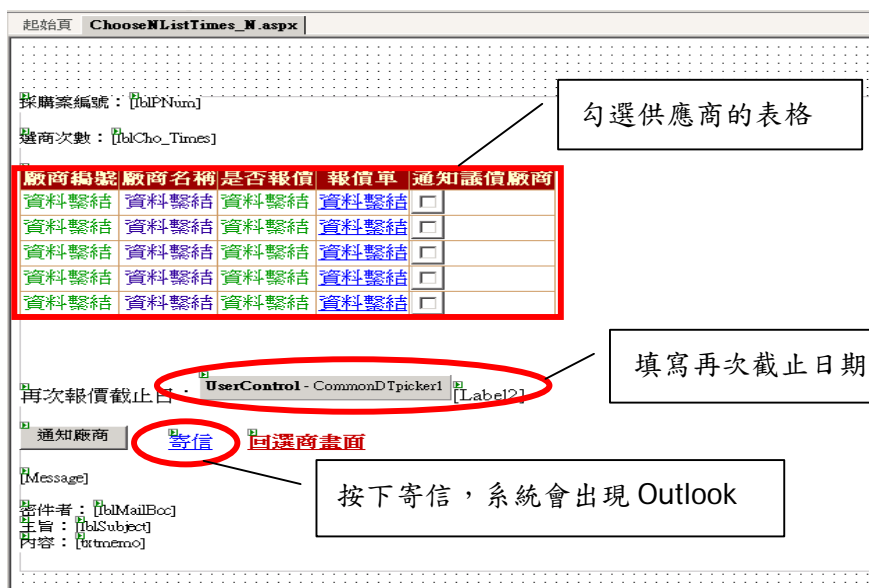 起始頁 ChooseNListTimes_N.aspx
採購案編號： [lblPNum]
勾選供應商的表格
選商次數： [lblCho_Times]
廠商編號 廠商名稱 是否報價 報價單 通知議價廠商
資料繫結 資料繫結 資料繫結 資料繫結
資料繫結 資料繫結 資料繫結 資料繫結
資料繫結 資料繫結 資料繫結 資料繫結
資料繫結 資料繫結 資料繫結 資料繫結
資料繫結 資料繫結 資料繫結 資料繫結
填寫再次截止日期
再次報價截止日： UserControl - CommonDTpicker1 [Label2]
通知廠商 寄信 回選商畫面
[Message]
按下寄信，系統會出現 Outlook
密件者： [lblMailBcc]
主旨： [lblSubject]
內容： [txtmemo]